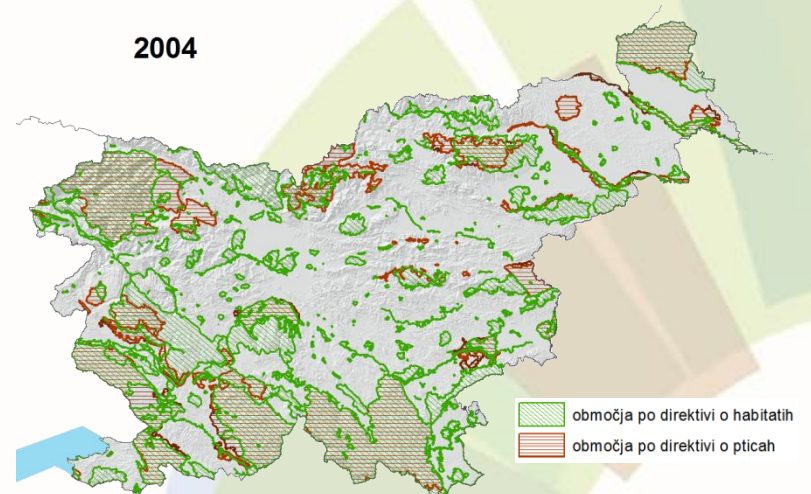 2004
območja po direktivi o habitatih
območja po direktivi o pticah